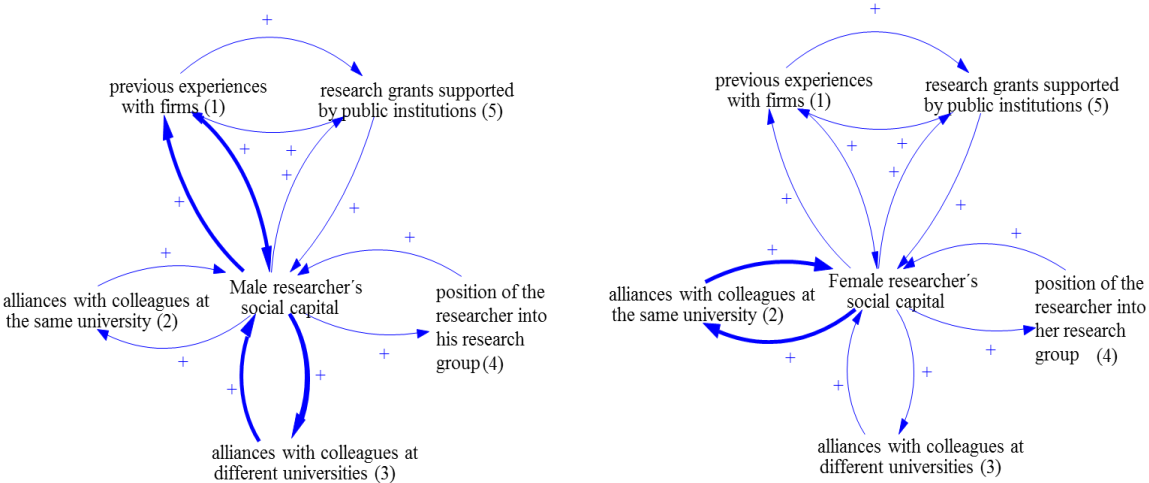 +
previous experiences
with firms (1)
research grants supported
by public institutions (5)
+
+
+
+
+
+
+
alliances with colleagues at
the same university (2)
Male researcher´s
social capital
position of the
researcher into
his research
group (4)
+
+
+
+
alliances with colleagues at
different universities (3)
+
previous experiences
with firms (1)
research grants supported
by public institutions (5)
+
+
+
+
+
+
+
alliances with colleagues at
the same university (2)
Female researcher´s
social capital
position of the
researcher into
her research
group (4)
+
+
+
+
alliances with colleagues at
different universities (3)